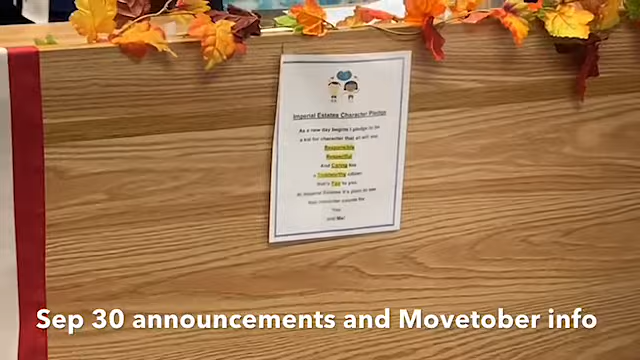 Imperial Estates Character Pledge
As a new day begins I pledge to be
a kid for character that all will see
Responsible
Respectful
And Caring too
a Trustworthy citizen
that's Fair to you
At Imperial Estates it's plain to see
that character counts for
You
and Me!
Sep 30 announcements and Movetober info